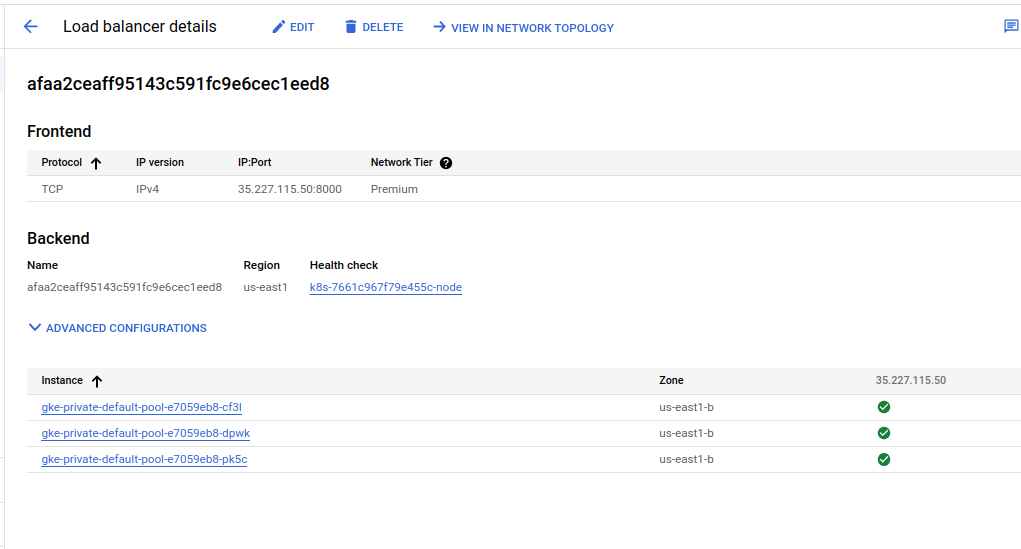 Load balancer details EDIT DELETE VIEW IN NETWORK TOPOLOGY
afaa2ceaff95143c591fc9e6cec1eed8
Frontend
Protocol IP version IP:Port Network Tier ?
TCP IPv4 35.227.115.50:8000 Premium
Backend
Name Region Health check
afaa2ceaff95143c591fc9e6cec1eed8 us-east1 k8s-7661c967f79e455c-node
ADVANCED CONFIGURATIONS
Instance Zone 35.227.115.50
gke-private-default-pool-e7059eb8-cf3l us-east1-b
gke-private-default-pool-e7059eb8-dpwk us-east1-b
gke-private-default-pool-e7059eb8-pk5c us-east1-b